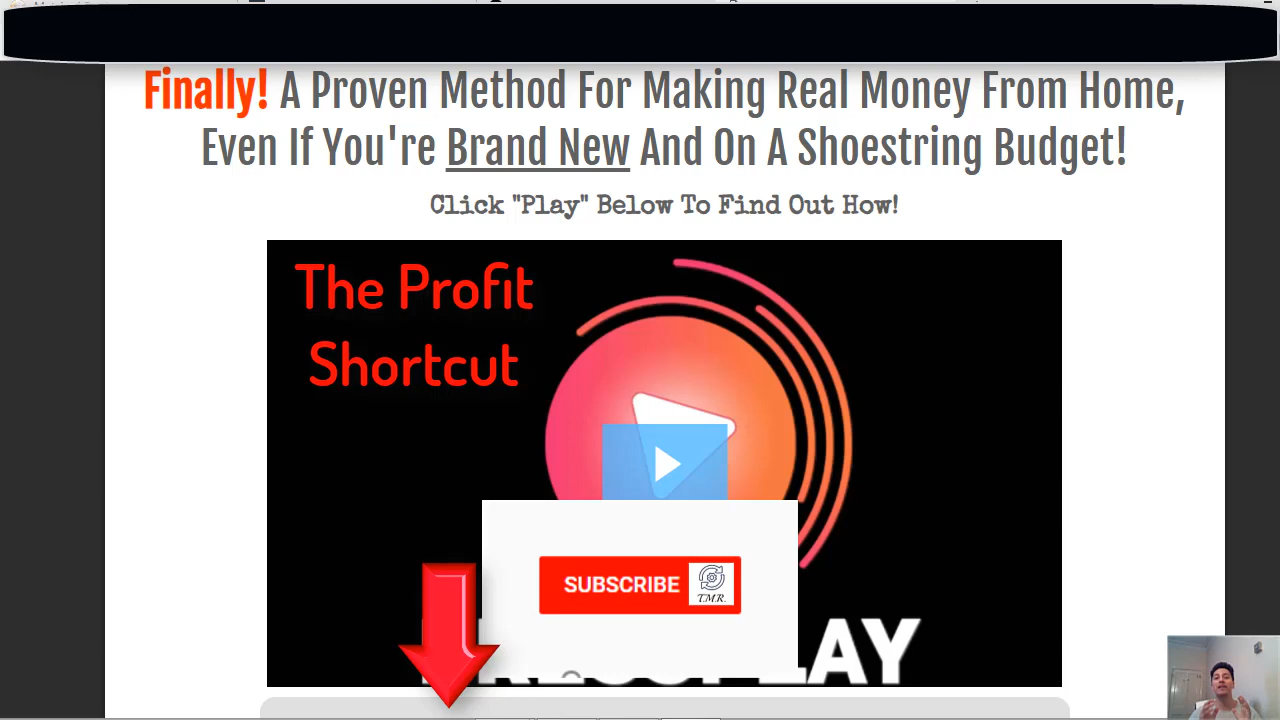 Finally! A Proven Method For Making Real Money From Home,
Even If You're Brand New And On A Shoestring Budget!
Click "Play" Below To Find Out How!
The Profit
Shortcut
SUBSCRIBE
T.M.R.